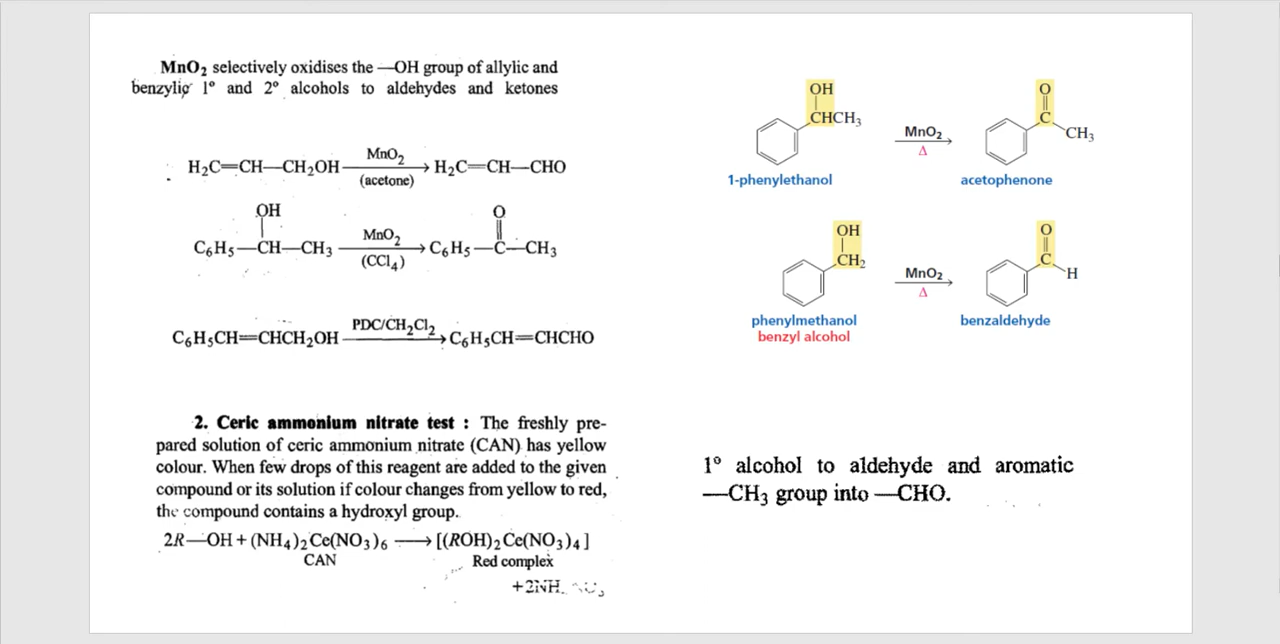 MnO₂ selectively oxidises the —OH group of allylic and
benzylic 1° and 2° alcohols to aldehydes and ketones
H₂C=CH—CH₂OH MnO₂ (acetone) → H₂C=CH—CHO
OH O
C₆H₅—CH—CH₃ MnO₂ (CCl₄) → C₆H₅—C—CH₃
C₆H₅CH=CHCH₂OH PDC/CH₂Cl₂ → C₆H₅CH=CHCHO
2. Ceric ammonium nitrate test : The freshly pre-
pared solution of ceric ammonium nitrate (CAN) has yellow
colour. When few drops of this reagent are added to the given
compound or its solution if colour changes from yellow to red,
the compound contains a hydroxyl group.
2R—OH + (NH₄)₂Ce(NO₃)₆ → [(ROH)₂Ce(NO₃)₄]
CAN Red complex
+2NH
OH O
CHCH₃ MnO₂ Δ → C CH₃
1-phenylethanol acetophenone
OH O
CH₂ MnO₂ Δ → C H
phenylmethanol benzaldehyde
benzyl alcohol
1° alcohol to aldehyde and aromatic
—CH₃ group into —CHO.